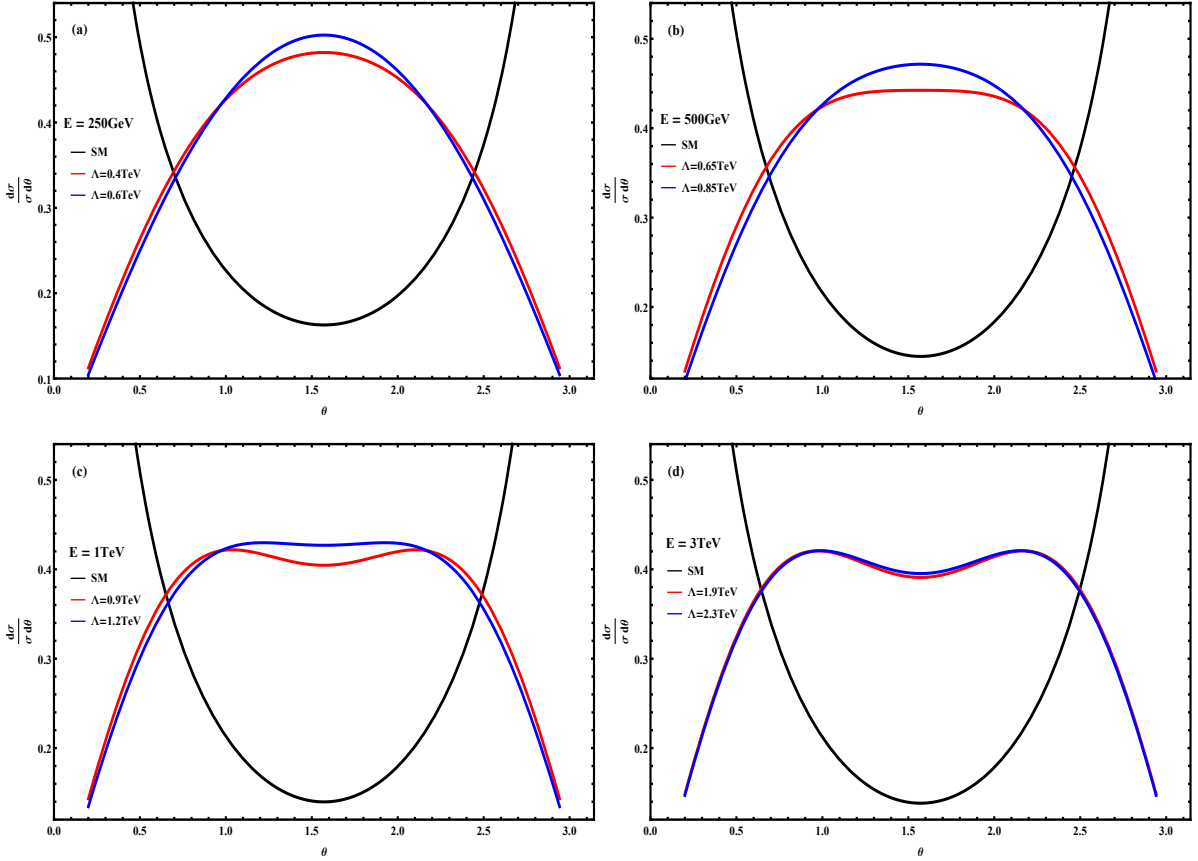 (a)
E = 250GeV
SM
Λ=0.4TeV
Λ=0.6TeV
dσ
σ dθ
0.5
0.4
0.3
0.2
0.1
0.0 0.5 1.0 1.5 2.0 2.5 3.0
θ
(b)
E = 500GeV
SM
Λ=0.65TeV
Λ=0.85TeV
dσ
σ dθ
0.5
0.4
0.3
0.2
0.0 0.5 1.0 1.5 2.0 2.5 3.0
θ
(c)
E = 1TeV
SM
Λ=0.9TeV
Λ=1.2TeV
dσ
σ dθ
0.5
0.4
0.3
0.2
0.0 0.5 1.0 1.5 2.0 2.5 3.0
θ
(d)
E = 3TeV
SM
Λ=1.9TeV
Λ=2.3TeV
dσ
σ dθ
0.5
0.4
0.3
0.2
0.0 0.5 1.0 1.5 2.0 2.5 3.0
θ